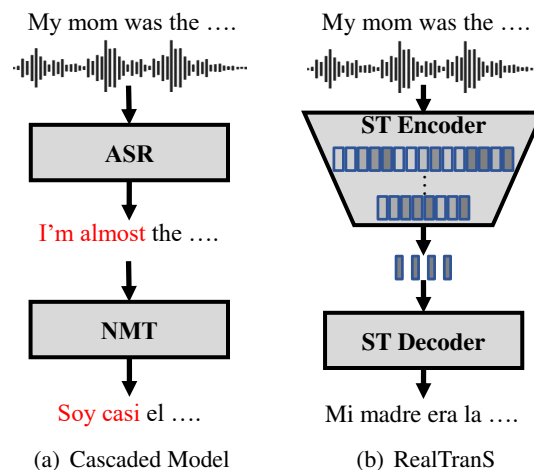 My mom was the ….
ASR
I'm almost the ….
NMT
Soy casi el ….
(a) Cascaded Model
My mom was the ….
ST Encoder
ST Decoder
Mi madre era la ….
(b) RealTranS